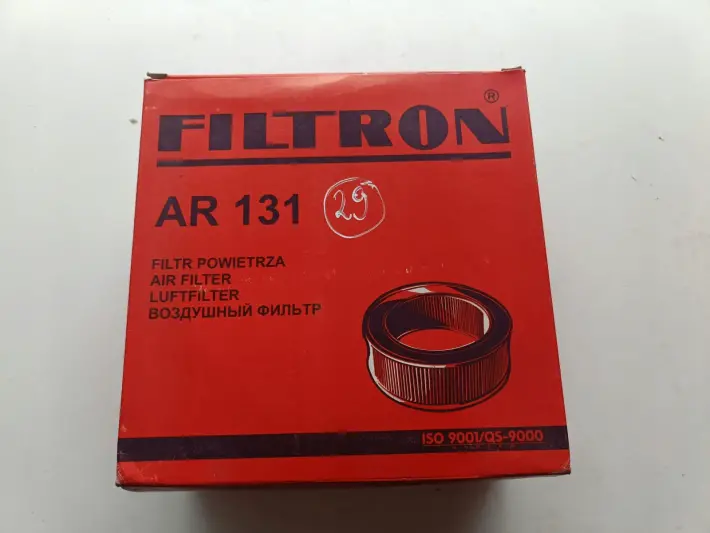 FILTRON®
AR 131 29
FILTR POWIETRZA
AIR FILTER
LUFTFILTER
ВОЗДУШНЫЙ ФИЛЬТР
ISO 9001/QS-9000